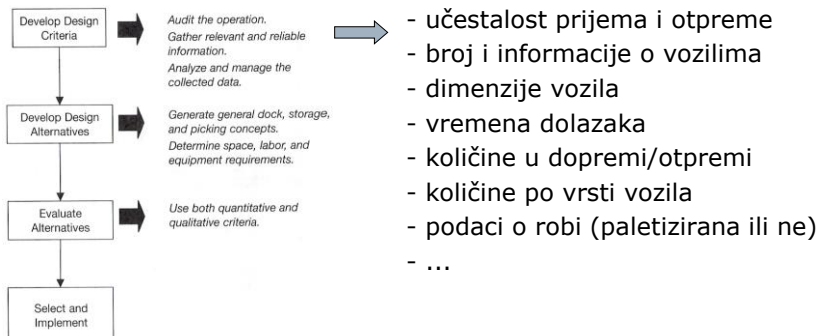 Develop Design
Criteria
Audit the operation.
Gather relevant and reliable
information.
Analyze and manage the
collected data.
- učestalost prijema i otpreme
- broj i informacije o vozilima
- dimenzije vozila
- vremena dolazaka
- količine u dopremi/otpremi
- količine po vrsti vozila
- podaci o robi (paletizirana ili ne)
- ...
Develop Design
Alternatives
Generate general dock, storage,
and picking concepts.
Determine space, labor, and
equipment requirements.
Evaluate
Alternatives
Use both quantitative and
qualitative criteria.
Select and
Implement